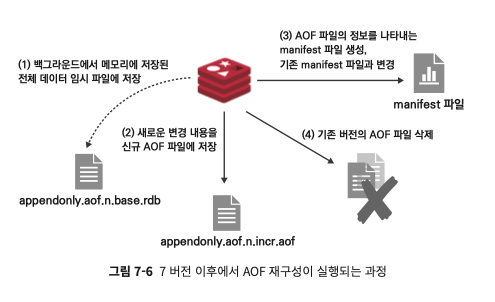 (1) 백그라운드에서 메모리에 저장된
전체 데이터 임시 파일에 저장
(3) AOF 파일의 정보를 나타내는
manifest 파일 생성,
기존 manifest 파일과 변경
manifest 파일
(2) 새로운 변경 내용을
신규 AOF 파일에 저장
(4) 기존 버전의 AOF 파일 삭제
appendonly.aof.n.base.rdb
appendonly.aof.n.incr.aof
그림 7-6 7 버전 이후에서 AOF 재구성이 실행되는 과정